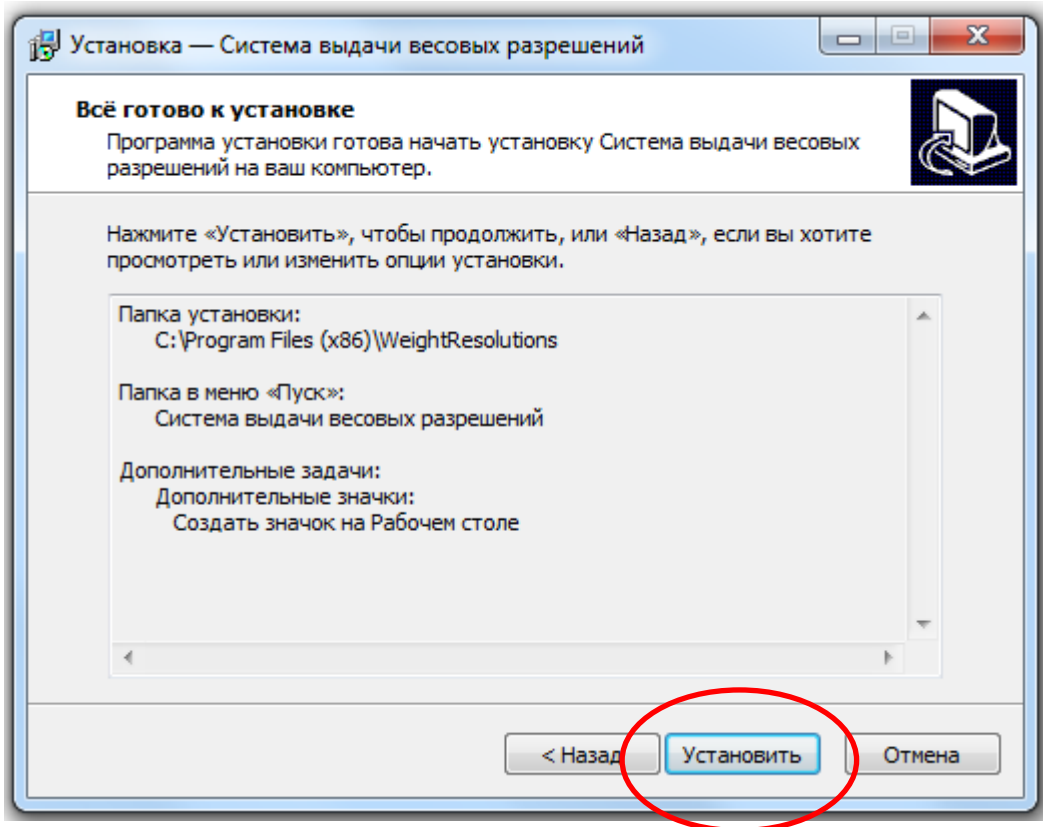 Установка — Система выдачи весовых разрешений
Всё готово к установке
Программа установки готова начать установку Система выдачи весовых
разрешений на ваш компьютер.
Нажмите «Установить», чтобы продолжить, или «Назад», если вы хотите
просмотреть или изменить опции установки.
Папка установки:
C:\Program Files (x86)\WeightResolutions
Папка в меню «Пуск»:
Система выдачи весовых разрешений
Дополнительные задачи:
Дополнительные значки:
Создать значок на Рабочем столе
< Назад Установить Отмена